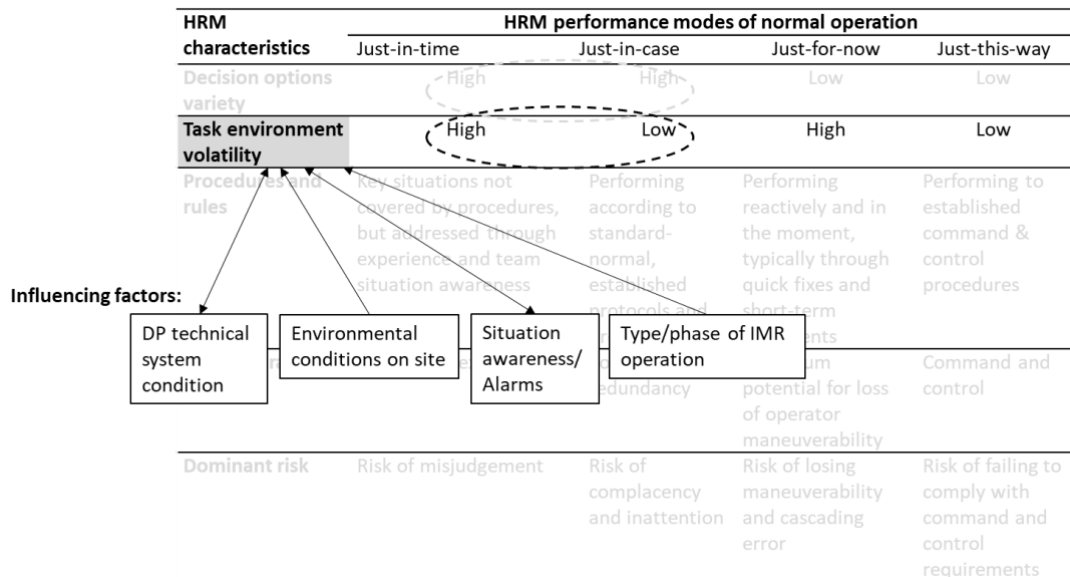 HRM
characteristics
HRM performance modes of normal operation
Just-in-time Just-in-case Just-for-now Just-this-way
Decision options
variety
High High Low Low
Task environment
volatility
High Low High Low
Procedures and
rules
Key situations not
covered by procedures,
but addressed through
experience and team
situation awareness
Performing
according to
standard-
normal,
established
protocols and
Performing
reactively and in
the moment,
typically through
quick fixes and
short-term
Performing to
established
command &
control
procedures
Influencing factors:
DP technical
system
condition
Environmental
conditions on site
Situation
awareness/
Alarms
Type/phase of IMR
operation
redundancy
potential for loss
of operator
maneuverability
Command and
control
Dominant risk
Risk of misjudgement
Risk of
complacency
and inattention
Risk of losing
maneuverability
and cascading
error
Risk of failing to
comply with
command and
control
requirements